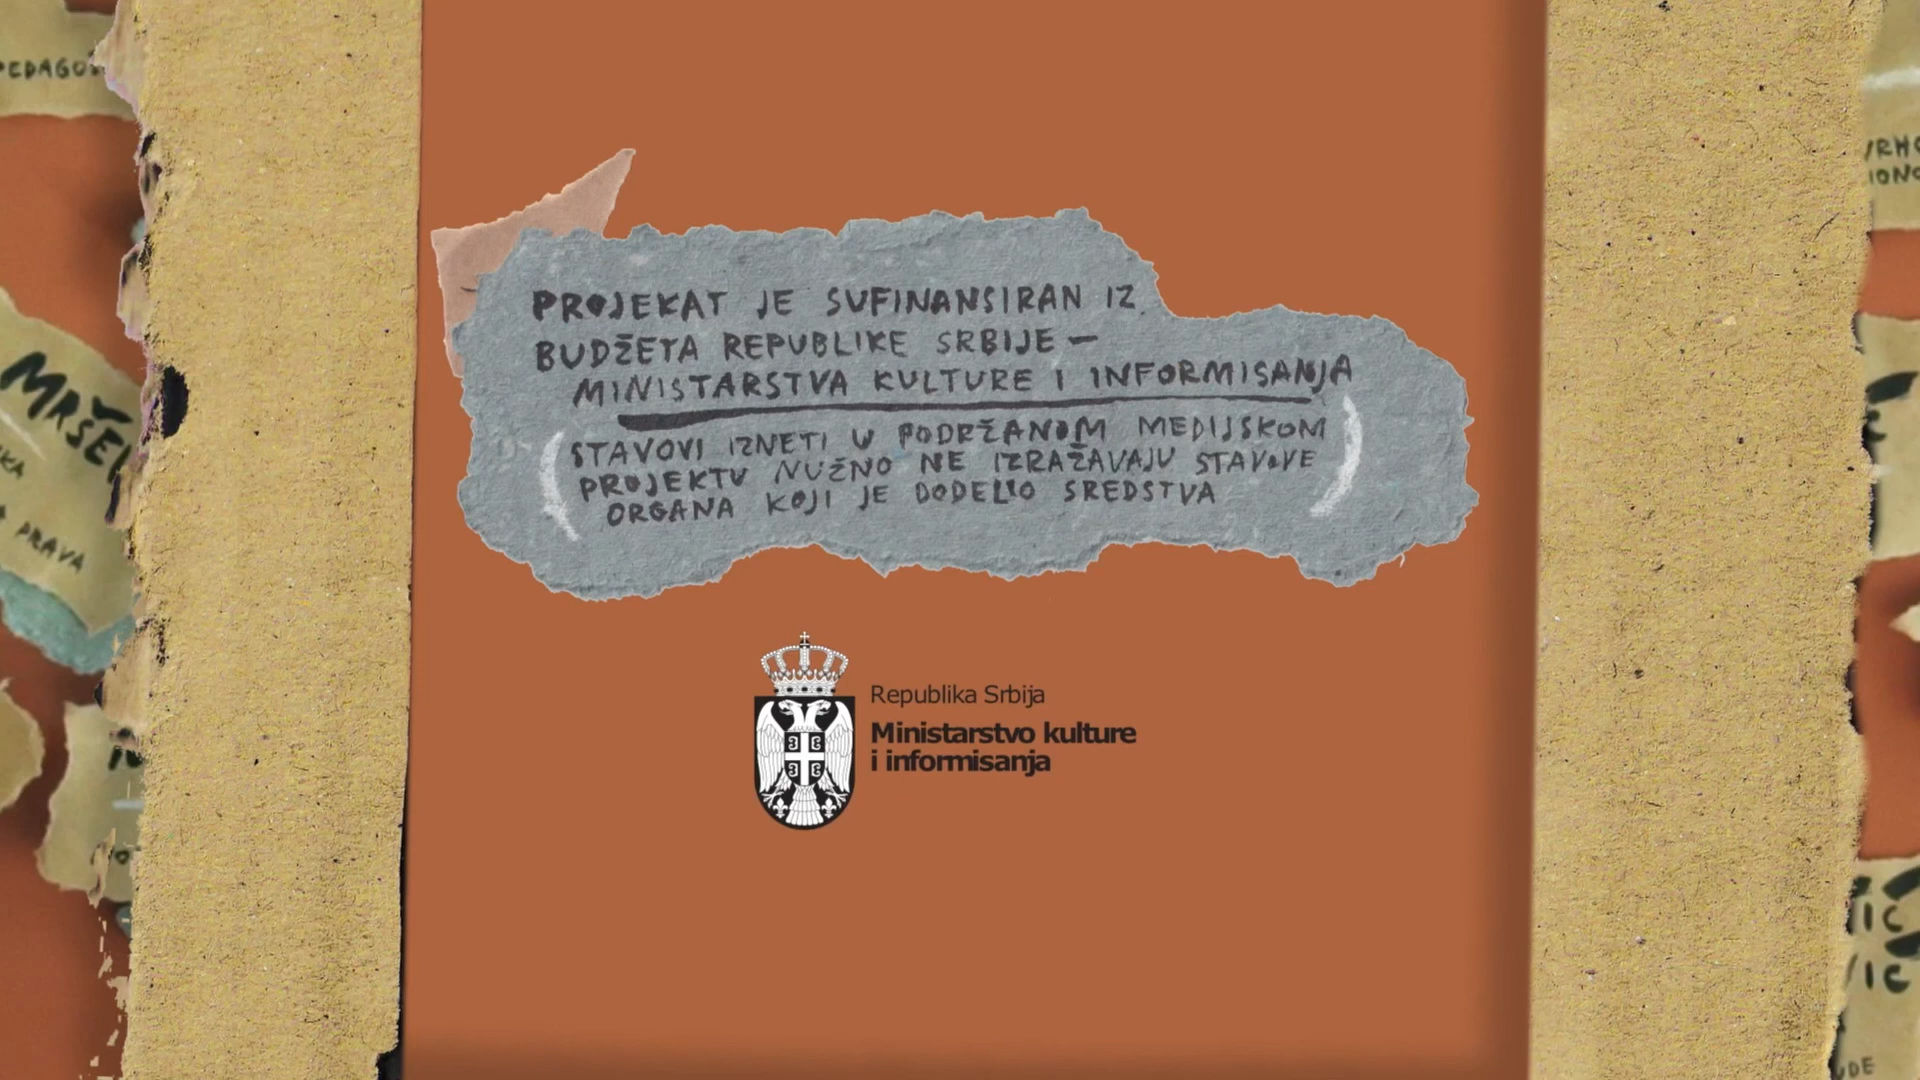 PROJEKAT JE SUFINANSIRAN IZ
BUDŽETA REPUBLIKE SRBIJE –
MINISTARSTVA KULTURE I INFORMISANJA
(STAVOVI IZNETI U PODRŽANOM MEDIJSKOM
PROJEKTU NUŽNO NE IZRAŽAVAJU STAVOVE
ORGANA KOJI JE DODELIO SREDSTVA)
Republika Srbija
Ministarstvo kulture
i informisanja
PRAVA